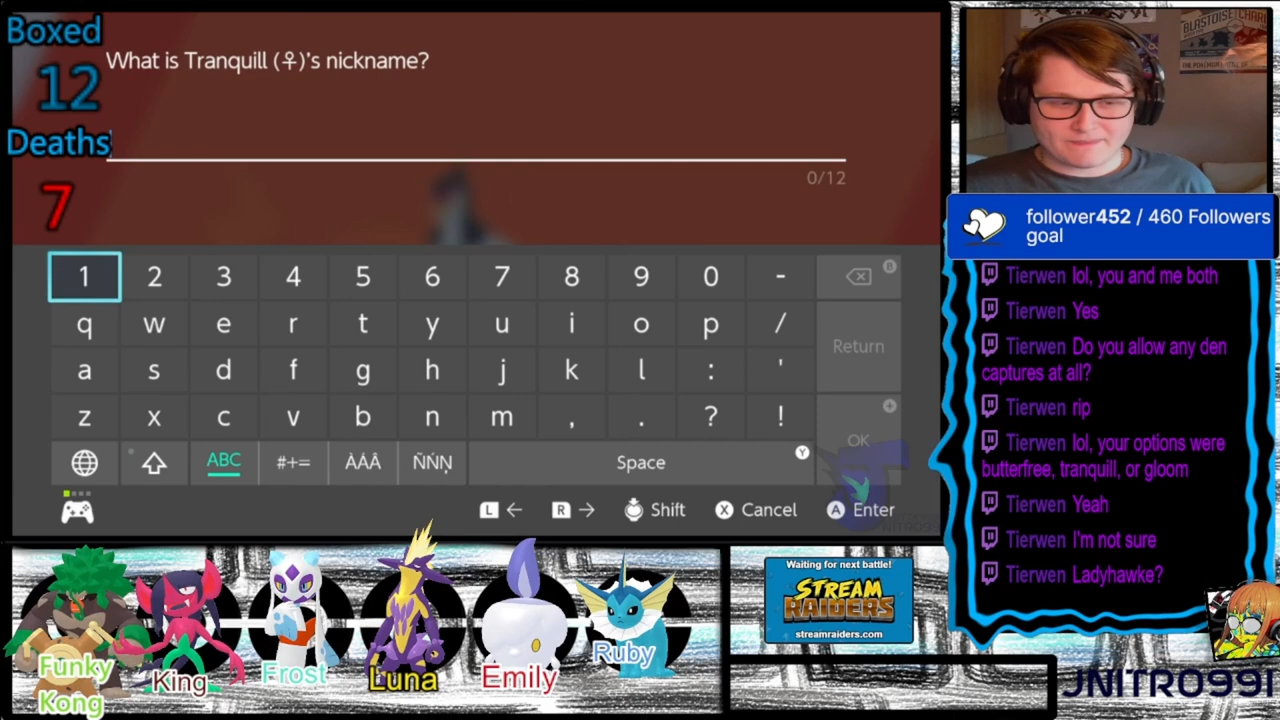 Boxed
12
Deaths
7
What is Tranquill (♀)'s nickname?
0/12
1 2 3 4 5 6 7 8 9 0 -
q w e r t y u i o p /
Return
a s d f g h j k l : '
z x c v b n m , . ? !
OK
ABC #+= ÀÁÂ ÑŃŅ Space Y
L ← R → Shift X Cancel A Enter
BLASTOISE
THE POKÉMON
follower452 / 460 Followers
goal
Tierwen lol, you and me both
Tierwen Yes
Tierwen Do you allow any den
captures at all?
Tierwen rip
Tierwen lol, your options were
butterfree, tranquill, or gloom
Tierwen Yeah
Tierwen I'm not sure
Tierwen Ladyhawke?
Funky
Kong
King
Frost
Luna
Emily
Ruby
Waiting for next battle!
STREAM
RAIDERS
streamraiders.com
JNITRO991